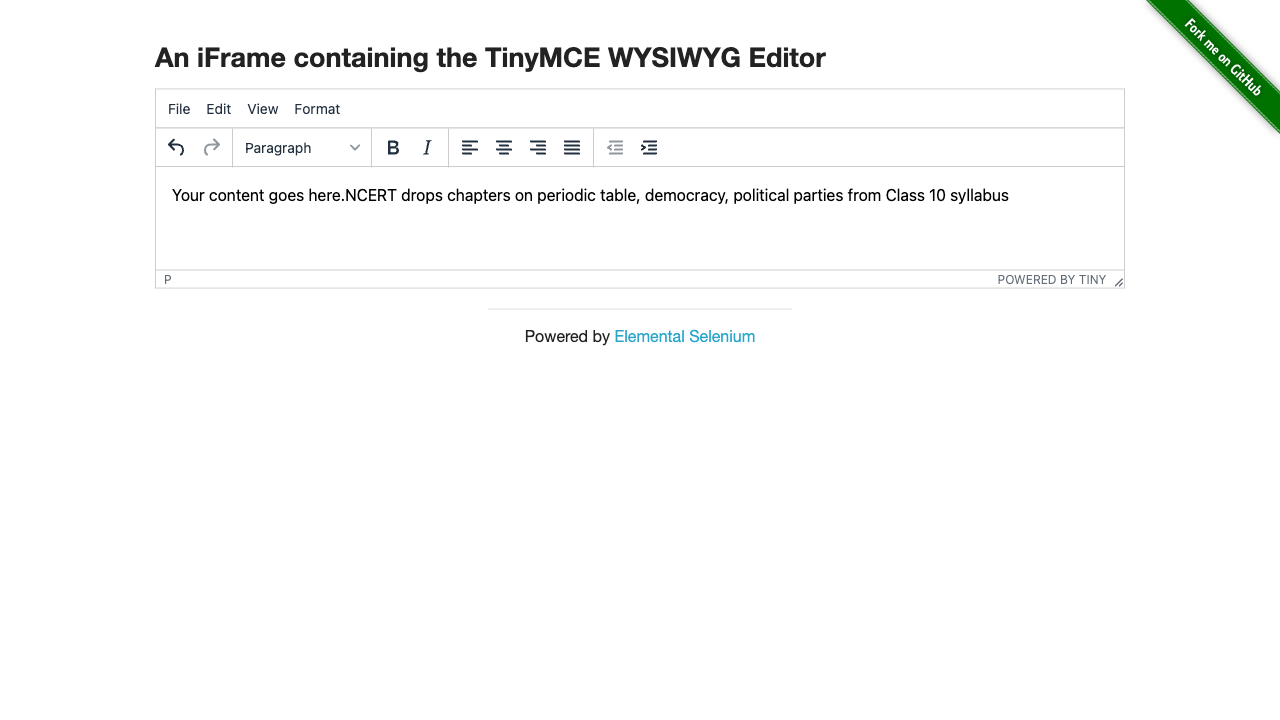 Fork me on GitHub
An iFrame containing the TinyMCE WYSIWYG Editor
File Edit View Format
Paragraph B I
Your content goes here.NCERT drops chapters on periodic table, democracy, political parties from Class 10 syllabus
P POWERED BY TINY
Powered by Elemental Selenium